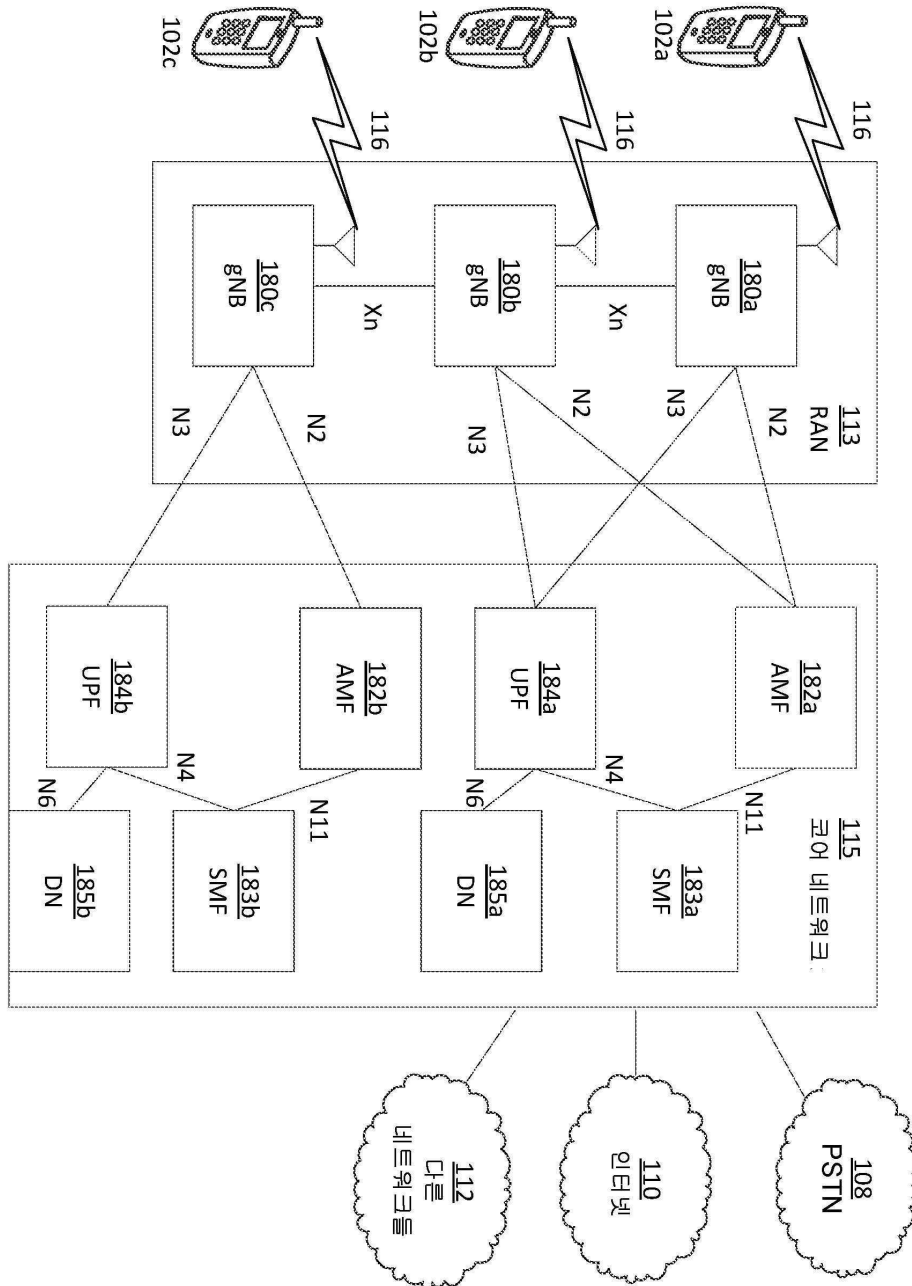 108
PSTN
110
인터넷
112
다른
네트워크들
115
코어 네트워크
183a
SMF
185a
DN
183b
SMF
185b
DN
N11
N4
N6
N11
N4
N6
182a
AMF
184a
UPF
182b
AMF
184b
UPF
113
RAN
N2
N3
N2
N3
N2
N3
180a
gNB
Xn
180b
gNB
Xn
180c
gNB
116
116
116
102a
102b
102c